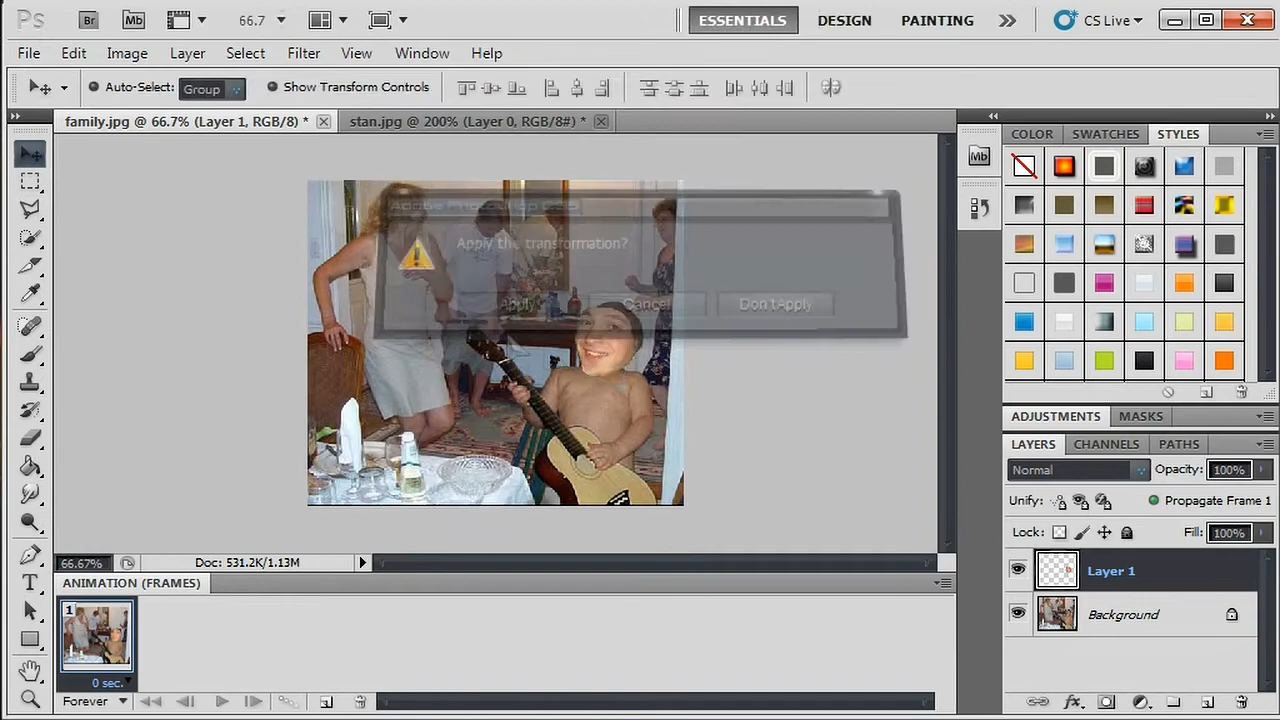 Ps Br Mb 66.7 ESSENTIALS DESIGN PAINTING CS Live
File Edit Image Layer Select Filter View Window Help
Auto-Select: Group Show Transform Controls
family.jpg @ 66.7% (Layer 1, RGB/8) * stan.jpg @ 200% (Layer 0, RGB/8#) *
COLOR SWATCHES STYLES
Mb
Adobe Photoshop CS5
Apply the transformation?
Apply Cancel Don't Apply
ADJUSTMENTS MASKS
LAYERS CHANNELS PATHS
Normal Opacity: 100%
Unify: Propagate Frame 1
Lock: Fill: 100%
Layer 1
Background
66.67% Doc: 531.2K/1.13M
ANIMATION (FRAMES)
1
0 sec.
Forever
T